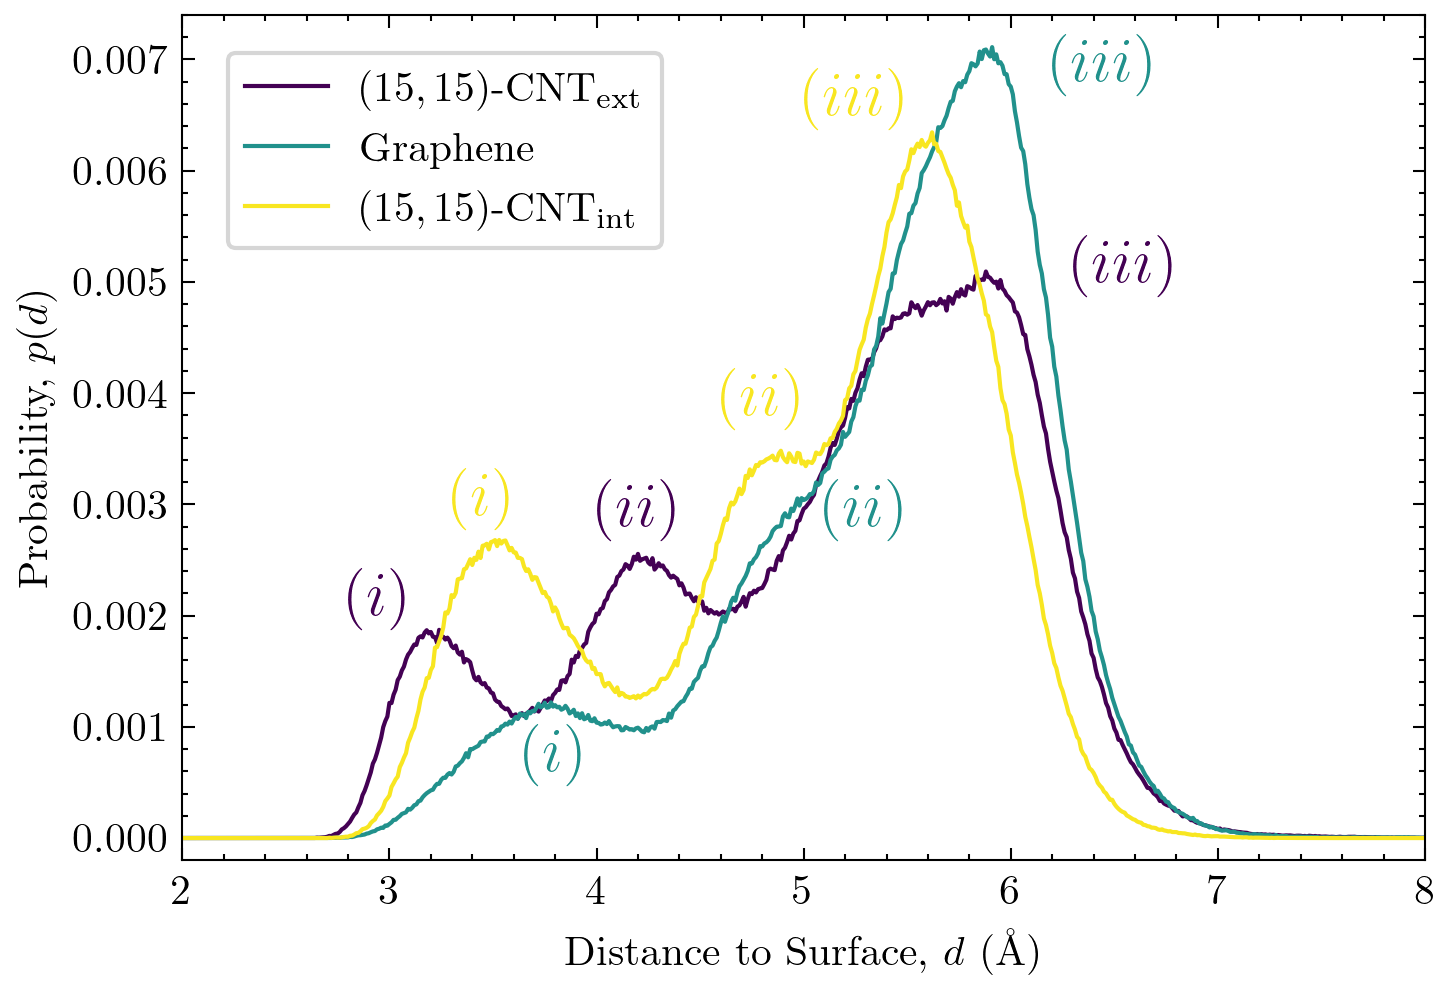 0.007
0.006
0.005
0.004
0.003
0.002
0.001
0.000
Probability, p(d)
(15, 15)-CNText
Graphene
(15, 15)-CNTint
(iii)
(iii)
(iii)
(ii)
(i)
(ii)
(ii)
(i)
(i)
2 3 4 5 6 7 8
Distance to Surface, d (Å)